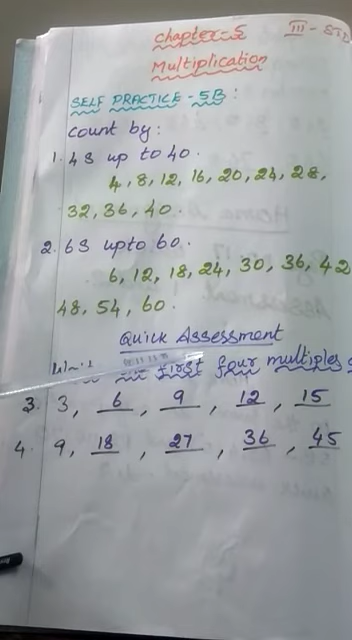 Chapter-5 III-STD
Multiplication
SELF PRACTICE-5B:
Count by:
1. 4s up to 40.
4, 8, 12, 16, 20, 24, 28,
32, 36, 40.
2. 6s upto 60.
6, 12, 18, 24, 30, 36, 42
48, 54, 60.
Quick Assessment
first four multiples
3. 3, 6, 9, 12, 15
4. 9, 18, 27, 36, 45